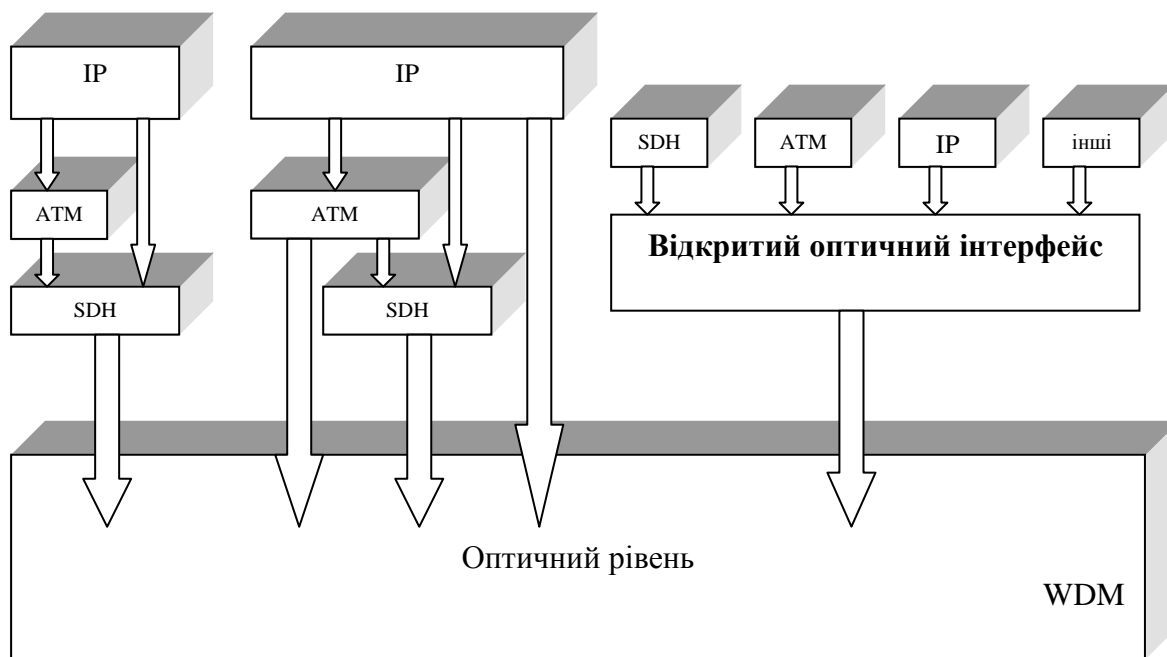 IP
IP
SDH
ATM
IP
інші
ATM
ATM
Відкритий оптичний інтерфейс
SDH
SDH
Оптичний рівень
WDM